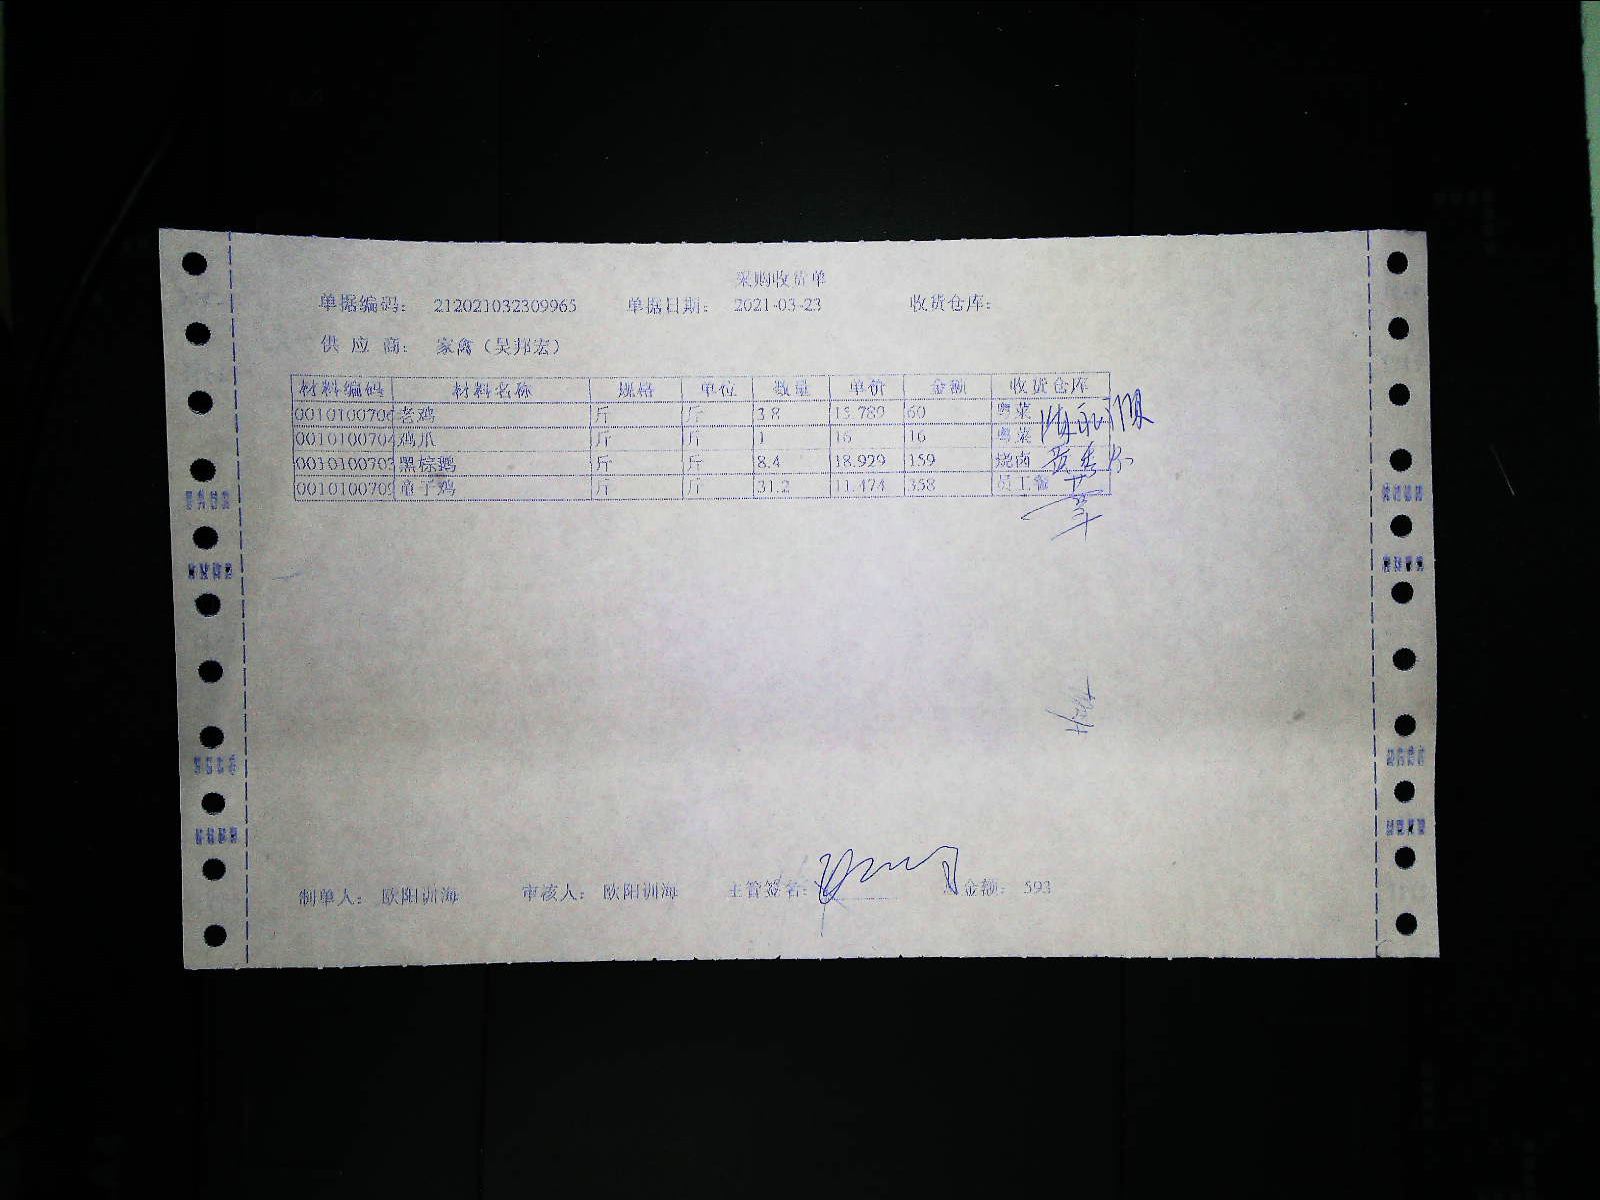 采购收货单
单据编码： 212021032309965 单据日期： 2021-03-23 收货仓库：
供 应 商： 家禽（吴邦宏）
材料编码 材料名称 规格 单位 数量 单价 金额 收货仓库
0010100706 老鸡 斤 斤 3.8 15.789 60 粤菜
0010100704 鸡爪 斤 斤 1 16 16 粤菜
0010100703 黑棕鹅 斤 斤 8.4 18.929 159 烧卤
0010100709 童子鸡 斤 斤 31.2 11.474 358 员工餐
制单人： 欧阳训海 审核人： 欧阳训海 主管签名： 金额： 593